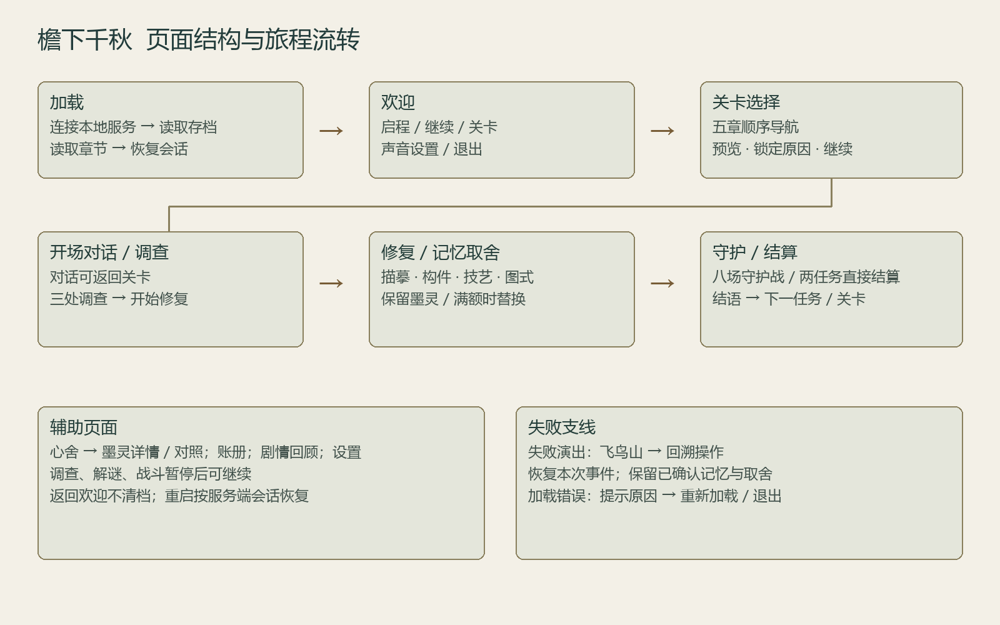 檐下千秋 页面结构与旅程流转
加载
连接本地服务 → 读取存档
读取章节 → 恢复会话
→
欢迎
启程 / 继续 / 关卡
声音设置 / 退出
→
关卡选择
五章顺序导航
预览 · 锁定原因 · 继续
开场对话 / 调查
对话可返回关卡
三处调查 → 开始修复
→
修复 / 记忆取舍
描摹 · 构件 · 技艺 · 图式
保留墨灵 / 满额时替换
→
守护 / 结算
八场守护战 / 两任务直接结算
结语 → 下一任务 / 关卡
辅助页面
心舍 → 墨灵详情 / 对照；账册；剧情回顾；设置
调查、解谜、战斗暂停后可继续
返回欢迎不清档；重启按服务端会话恢复
失败支线
失败演出：飞鸟山 → 回溯操作
恢复本次事件；保留已确认记忆与取舍
加载错误：提示原因 → 重新加载 / 退出